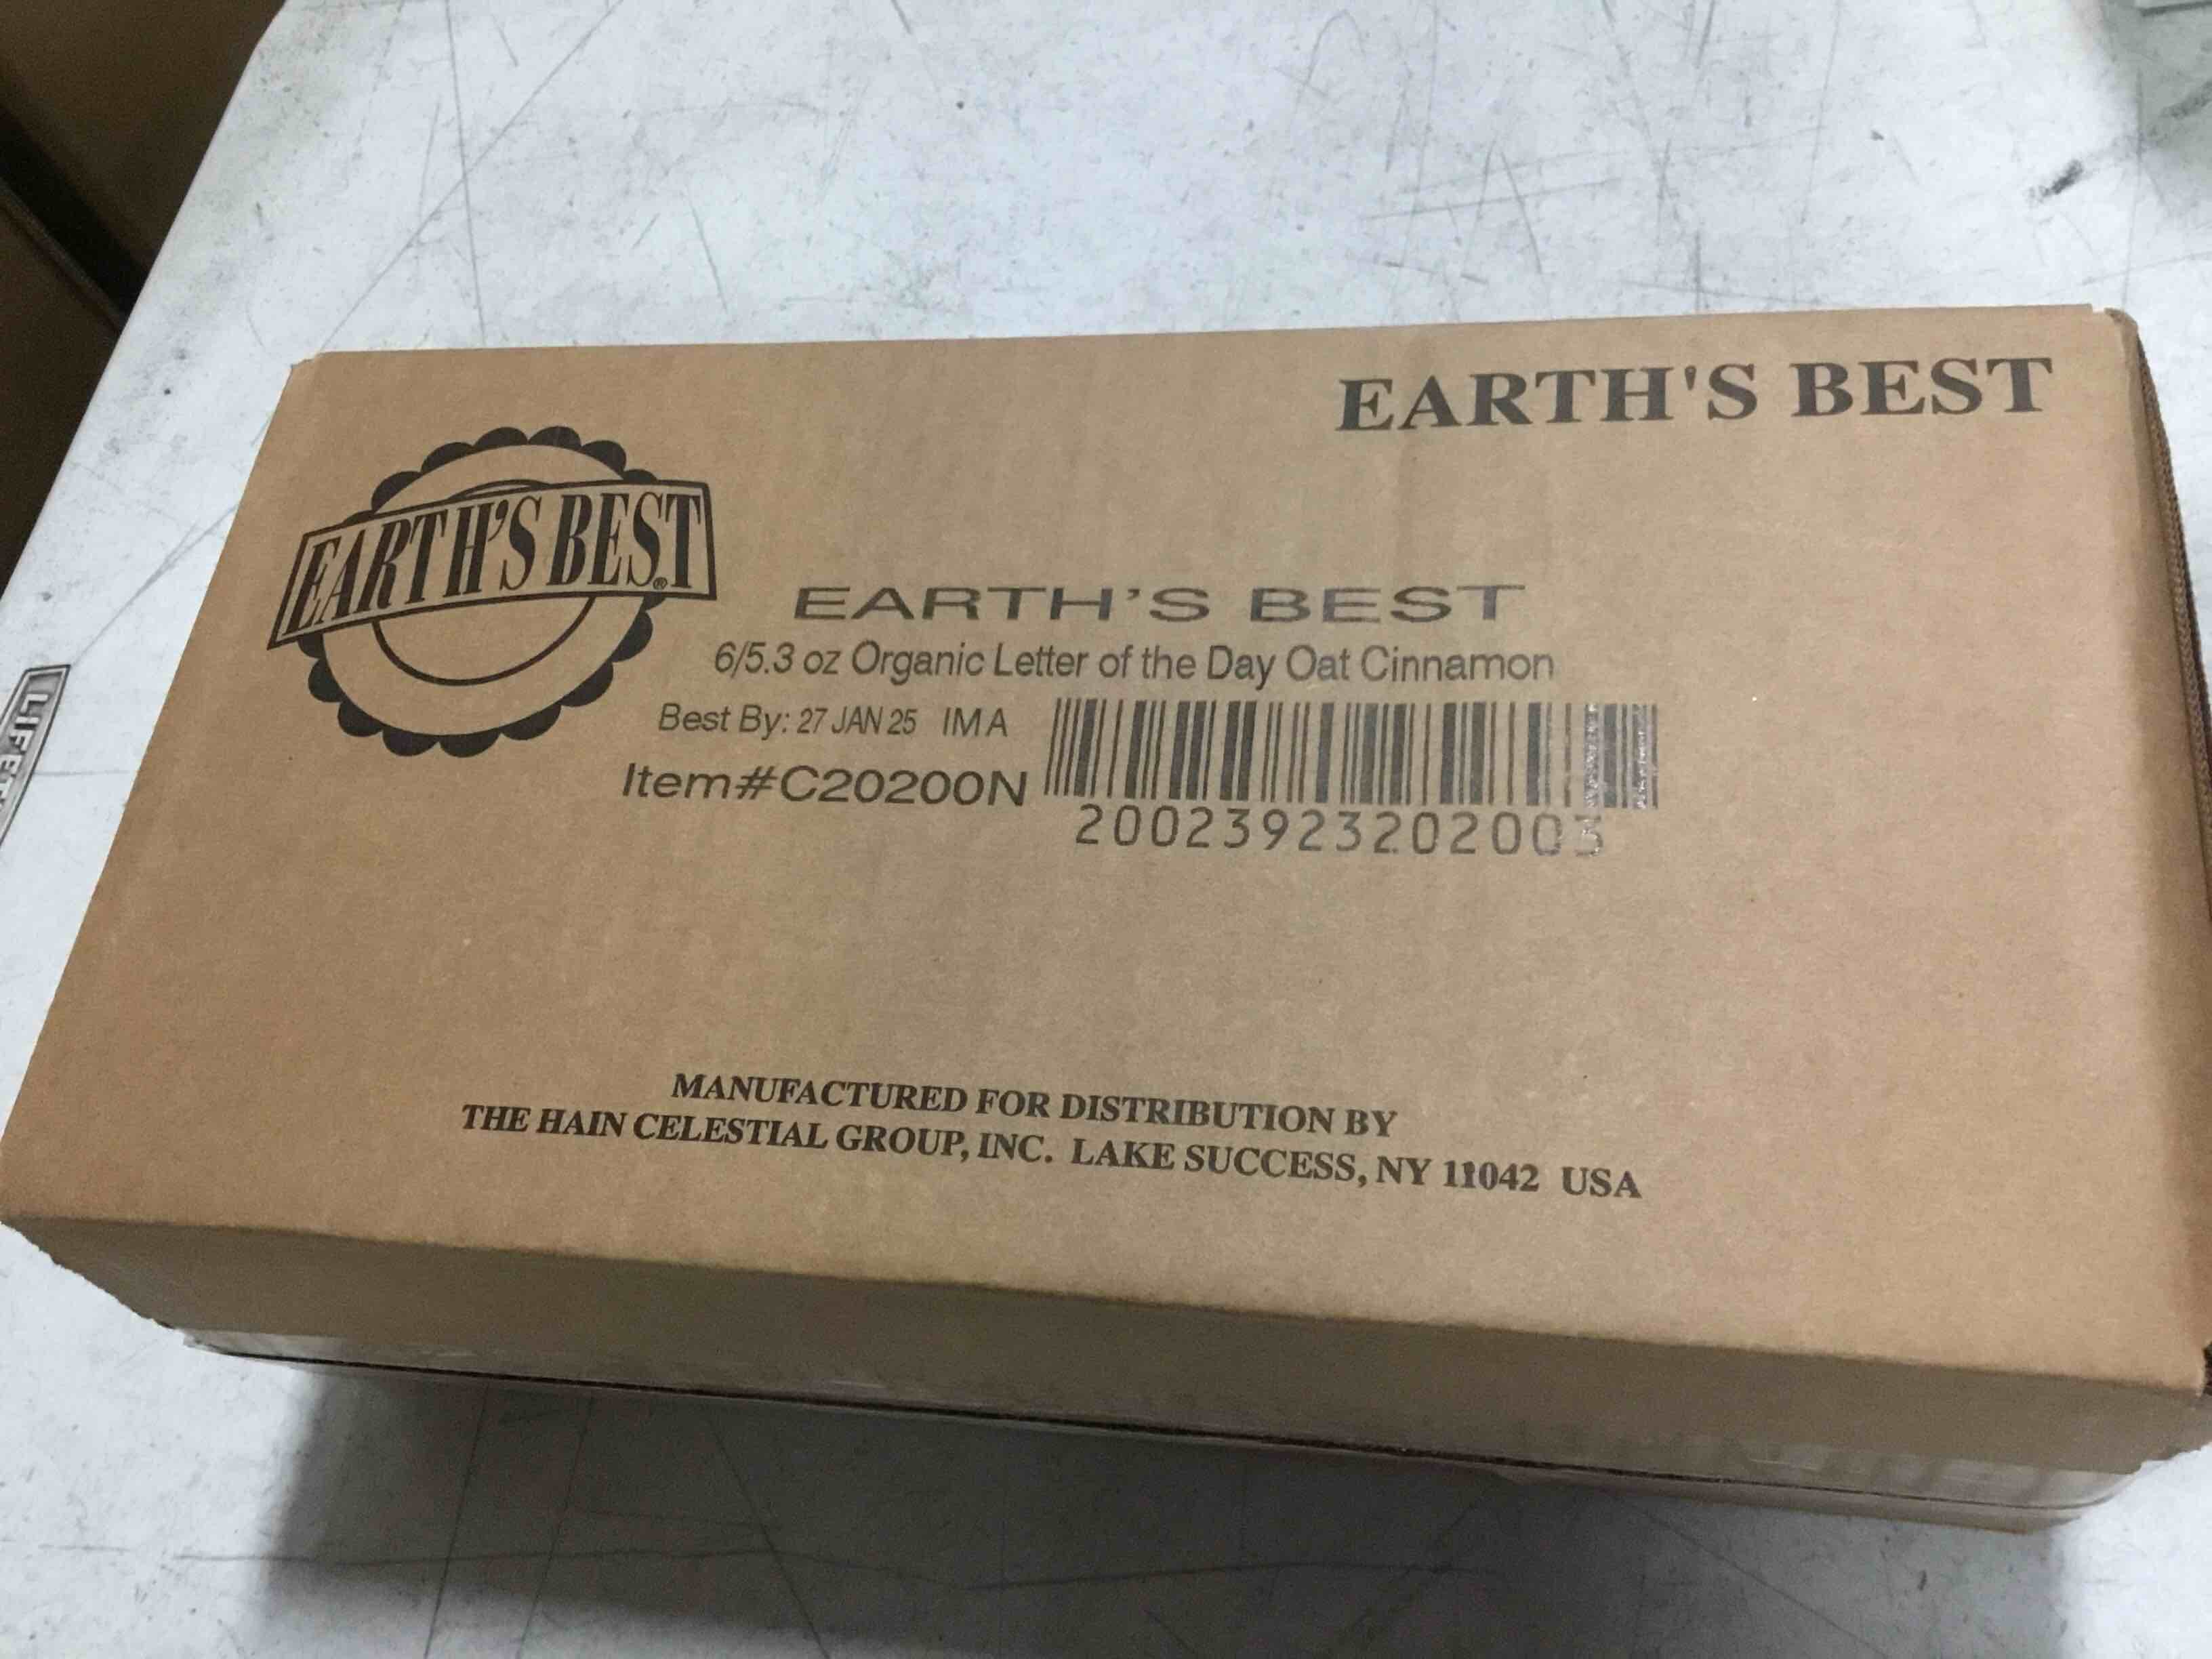 EARTH'S BEST
EARTH'S BEST®
EARTH'S BEST
6/5.3 oz Organic Letter of the Day Oat Cinnamon
Best By: 27 JAN 25 IMA
Item#C20200N
20023923202003
MANUFACTURED FOR DISTRIBUTION BY
THE HAIN CELESTIAL GROUP, INC. LAKE SUCCESS, NY 11042 USA